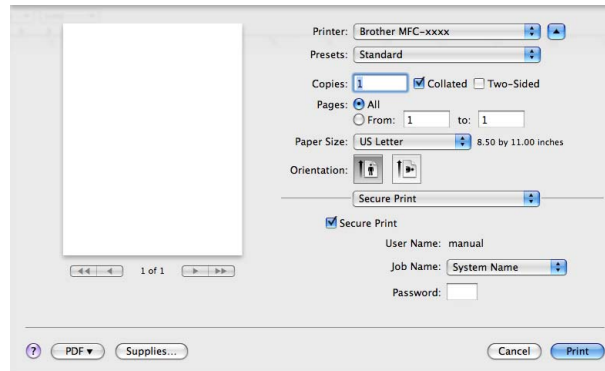 Printer: Brother MFC-xxxx
Presets: Standard
Copies: 1 Collated Two-Sided
Pages: All
From: 1 to: 1
Paper Size: US Letter 8.50 by 11.00 inches
Orientation:
Secure Print
Secure Print
User Name: manual
Job Name: System Name
Password:
1 of 1
? PDF Supplies... Cancel Print